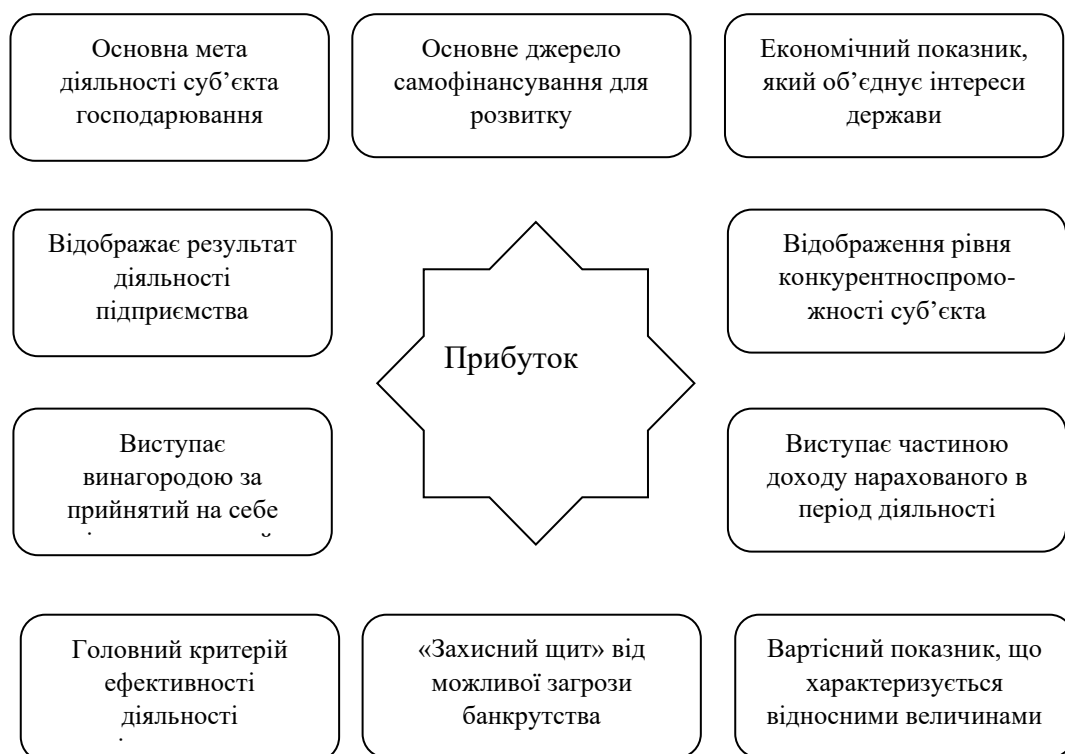 Основна мета
діяльності суб’єкта
господарювання
Основне джерело
самофінансування для
розвитку
Економічний показник,
який об’єднує інтереси
держави
Відображає результат
діяльності
підприємства
Прибуток
Відображення рівня
конкурентноспромо-
жності суб’єкта
Виступає
винагородою за
прийнятий на себе
Виступає частиною
доходу нарахованого в
період діяльності
Головний критерій
ефективності
діяльності
«Захисний щит» від
можливої загрози
банкрутства
Вартісний показник, що
характеризується
відносними величинами